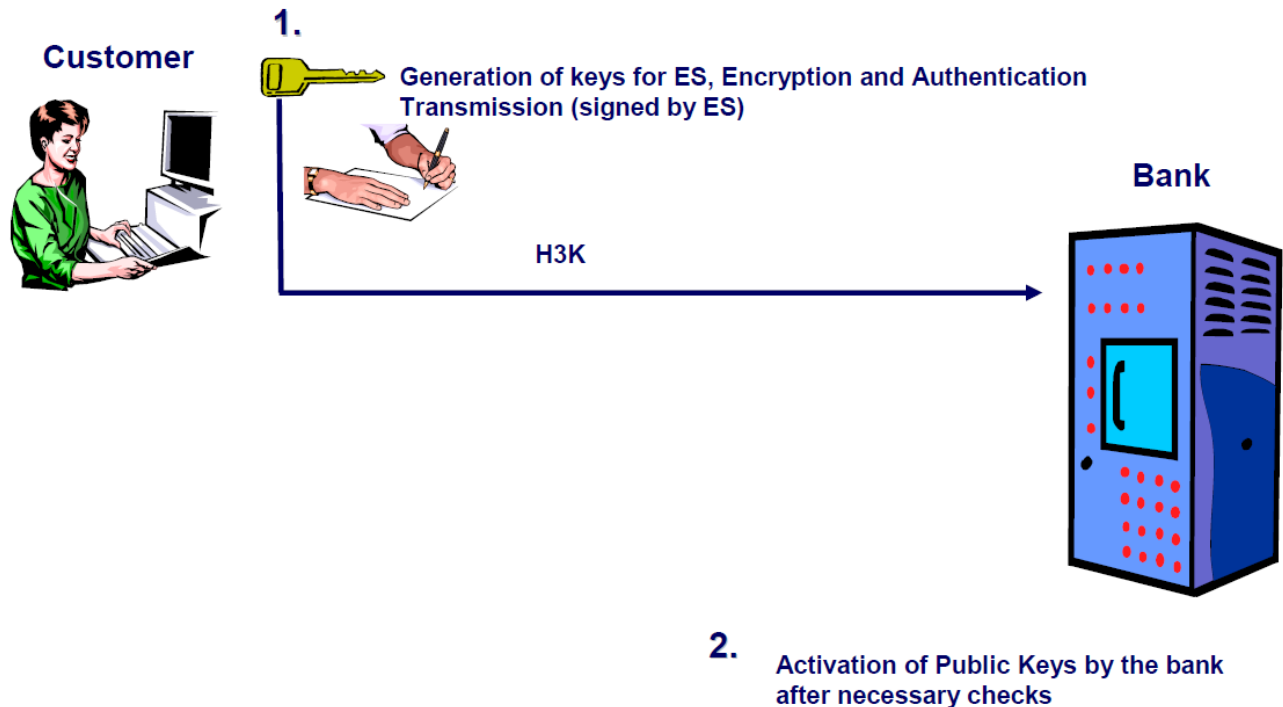 1.
Customer
Generation of keys for ES, Encryption and Authentication
Transmission (signed by ES)
Bank
H3K
2.
Activation of Public Keys by the bank
after necessary checks